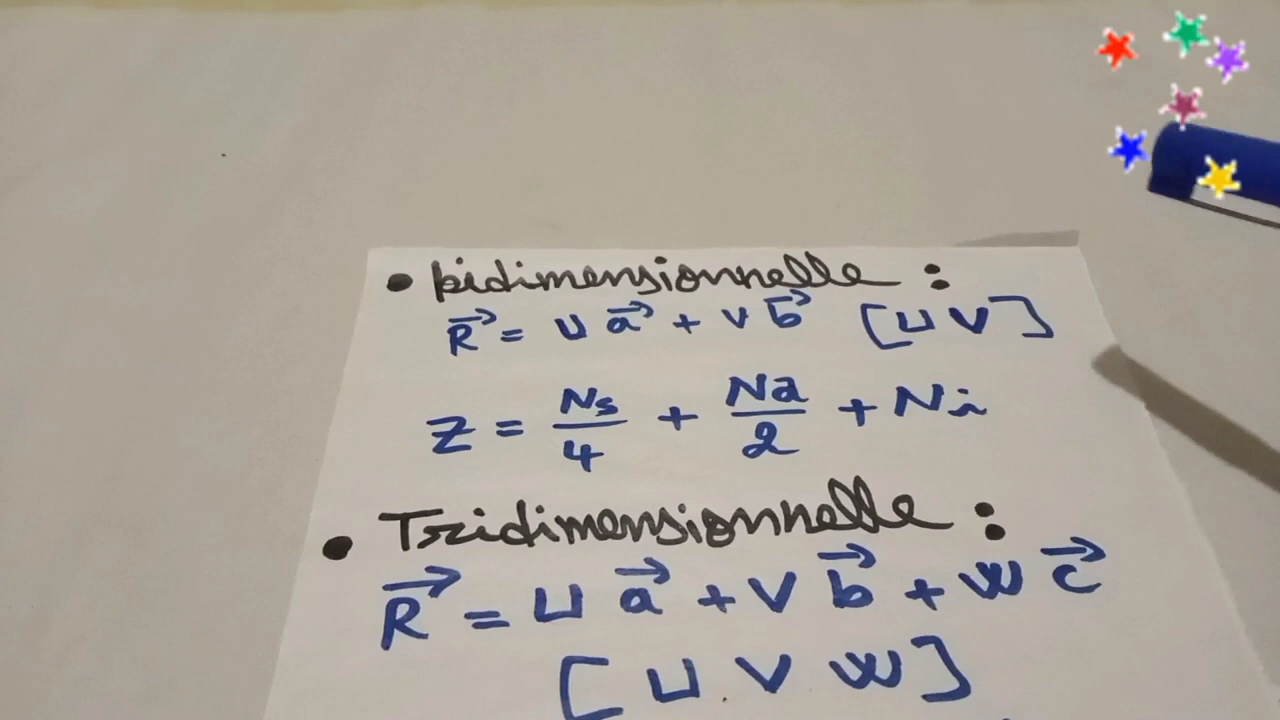 • bidimensionnelle :
R⃗ = u a⃗ + v b⃗ [u v]
Z = Ns/4 + Na/2 + Ni
• Tridimensionnelle :
R⃗ = u a⃗ + v b⃗ + w c⃗
[u v w]